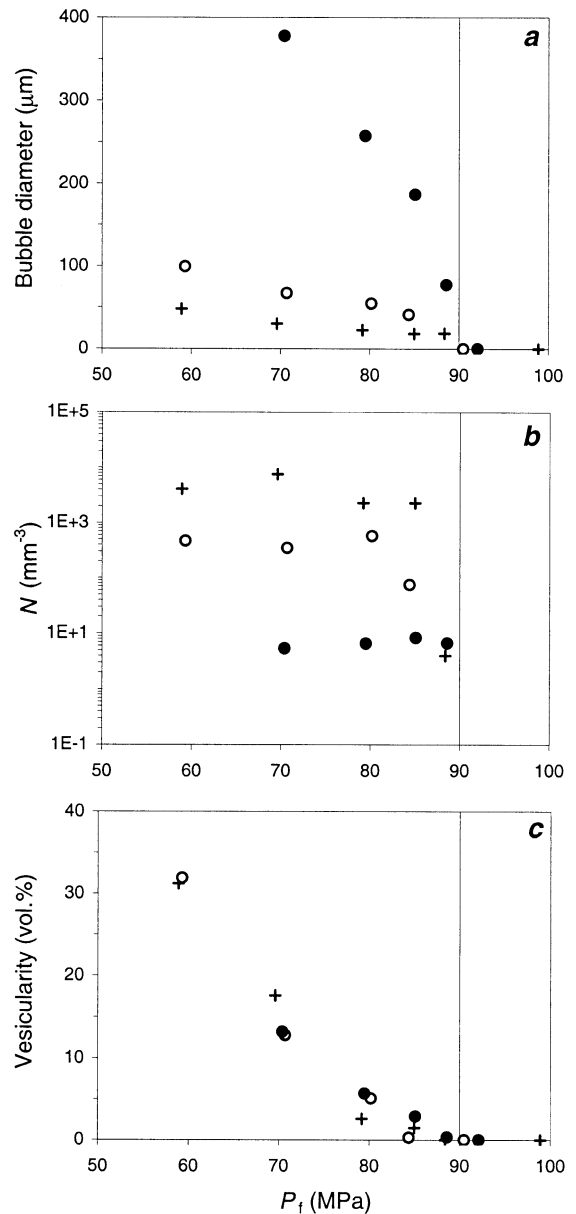 a
400
300
200
100
0
Bubble diameter (μm)
50 60 70 80 90 100
b
1E+5
1E+3
1E+1
1E-1
N (mm⁻³)
50 60 70 80 90 100
c
40
30
20
10
0
Vesicularity (vol.%)
50 60 70 80 90 100
Pf (MPa)